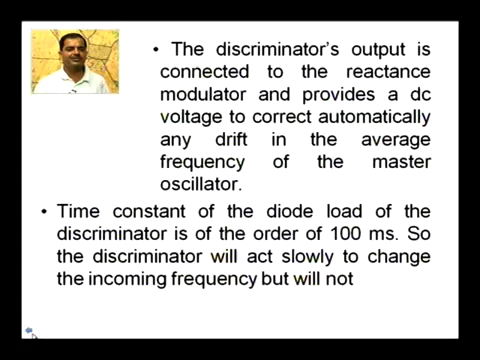 • The discriminator's output is
connected to the reactance
modulator and provides a dc
voltage to correct automatically
any drift in the average
frequency of the master
oscillator.
• Time constant of the diode load of the
discriminator is of the order of 100 ms. So
the discriminator will act slowly to change
the incoming frequency but will not